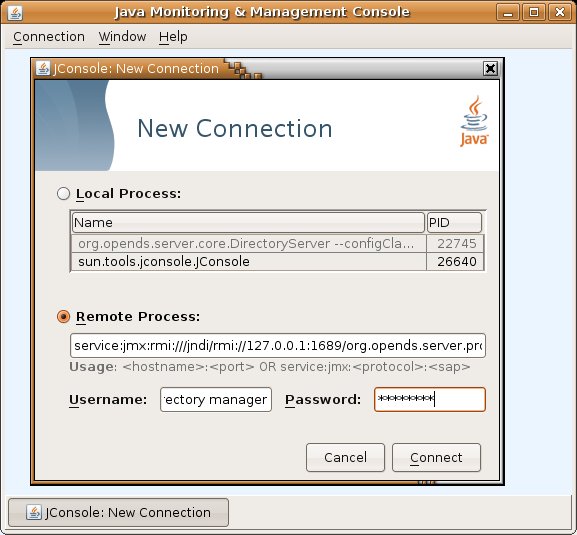 Java Monitoring & Management Console
Connection Window Help
JConsole: New Connection
New Connection
Java
Local Process:
Name PID
org.opends.server.core.DirectoryServer --configCla... 22745
sun.tools.jconsole.JConsole 26640
Remote Process:
service:jmx:rmi:///jndi/rmi://127.0.0.1:1689/org.opends.server.pro
Usage: <hostname>:<port> OR service:jmx:<protocol>:<sap>
Username: ectory manager Password: ********
Cancel Connect
JConsole: New Connection